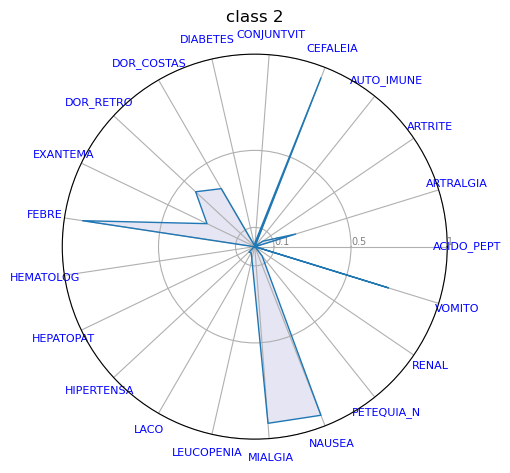 class 2
CONJUNTVIT
DIABETES
CEFALEIA
DOR_COSTAS
AUTO_IMUNE
DOR_RETRO
ARTRITE
EXANTEMA
ARTRALGIA
FEBRE
0.1
0.5
1
ACIDO_PEPT
HEMATOLOG
VOMITO
HEPATOPAT
RENAL
HIPERTENSA
PETEQUIA_N
LACO
NAUSEA
LEUCOPENIA
MIALGIA